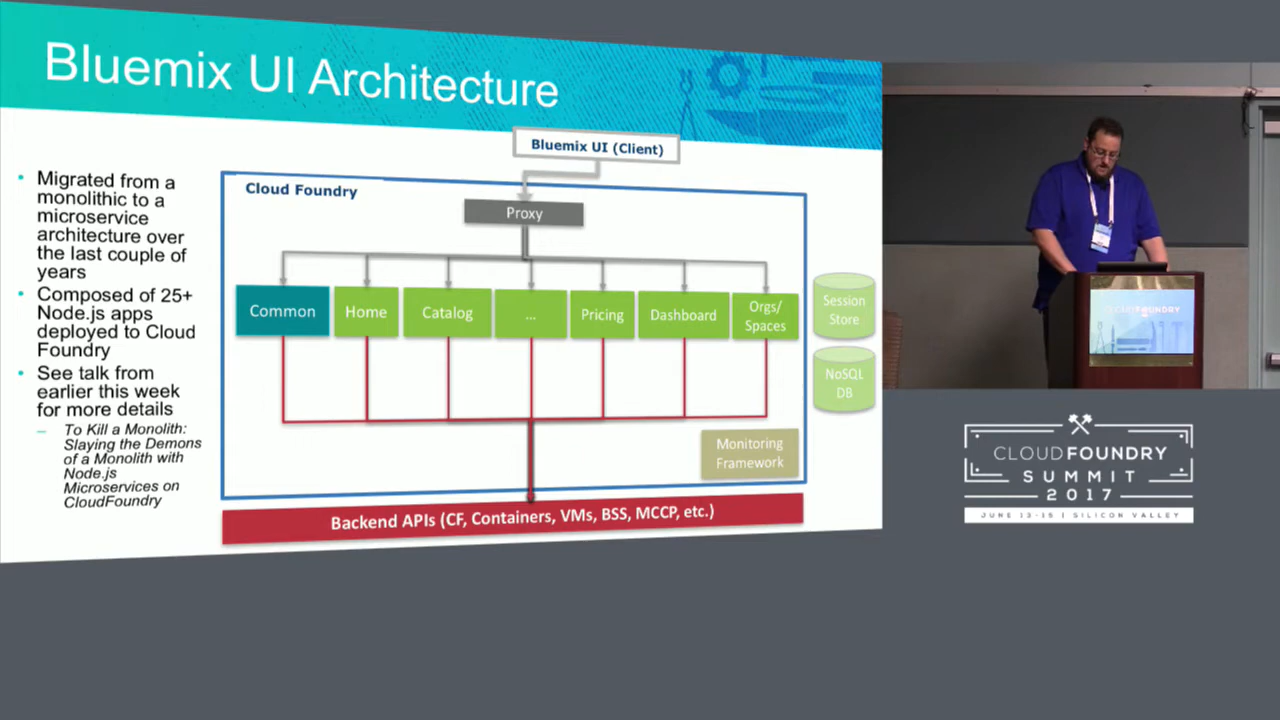 Bluemix UI Architecture
Migrated from a
monolithic to a
microservice
architecture over
the last couple of
years
Composed of 25+
Node.js apps
deployed to Cloud
Foundry
See talk from
earlier this week
for more details
– To Kill a Monolith:
Slaying the Demons
of a Monolith with
Node.js
Microservices on
CloudFoundry
Bluemix UI (Client)
Cloud Foundry
Proxy
Common
Home
Catalog
...
Pricing
Dashboard
Orgs/
Spaces
Session
Store
NoSQL
DB
Monitoring
Framework
Backend APIs (CF, Containers, VMs, BSS, MCCP, etc.)
CLOUDFOUNDRY
CLOUDFOUNDRY
SUMMIT
2017
JUNE 13-15 | SILICON VALLEY